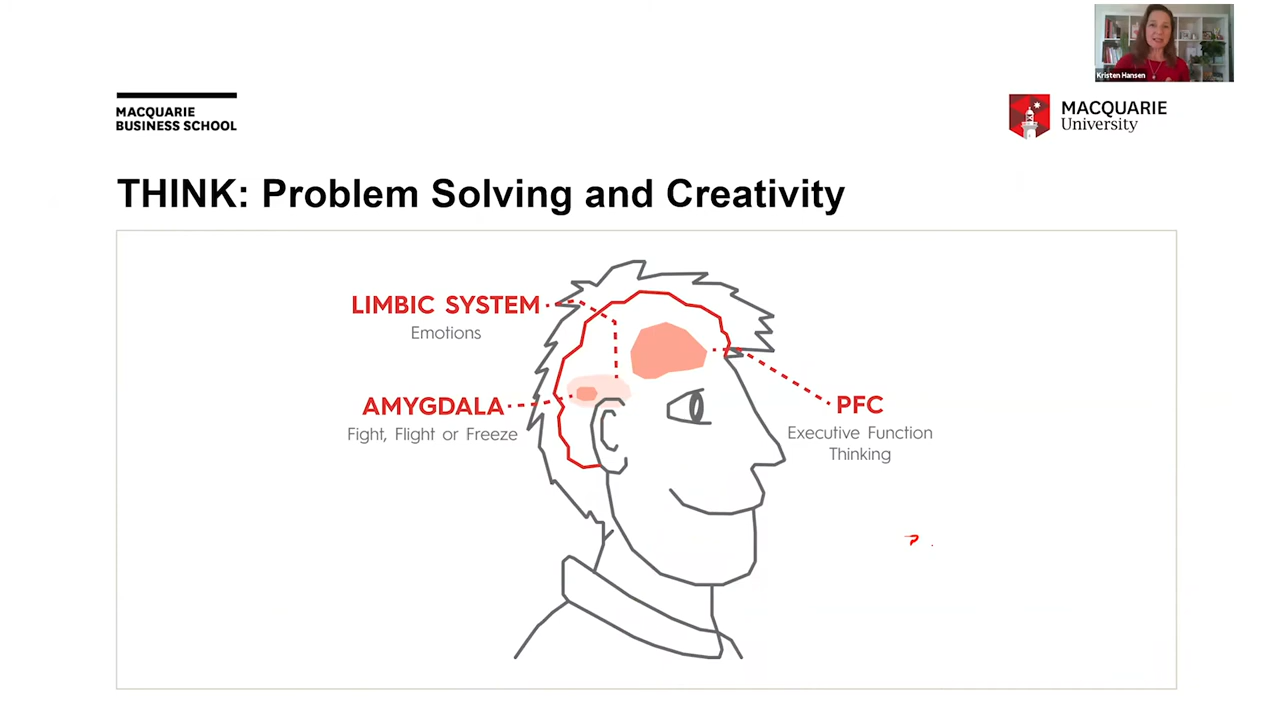 Kristen Hansen
MACQUARIE
BUSINESS SCHOOL
MACQUARIE
University
THINK: Problem Solving and Creativity
LIMBIC SYSTEM
Emotions
AMYGDALA
Fight, Flight or Freeze
PFC
Executive Function
Thinking